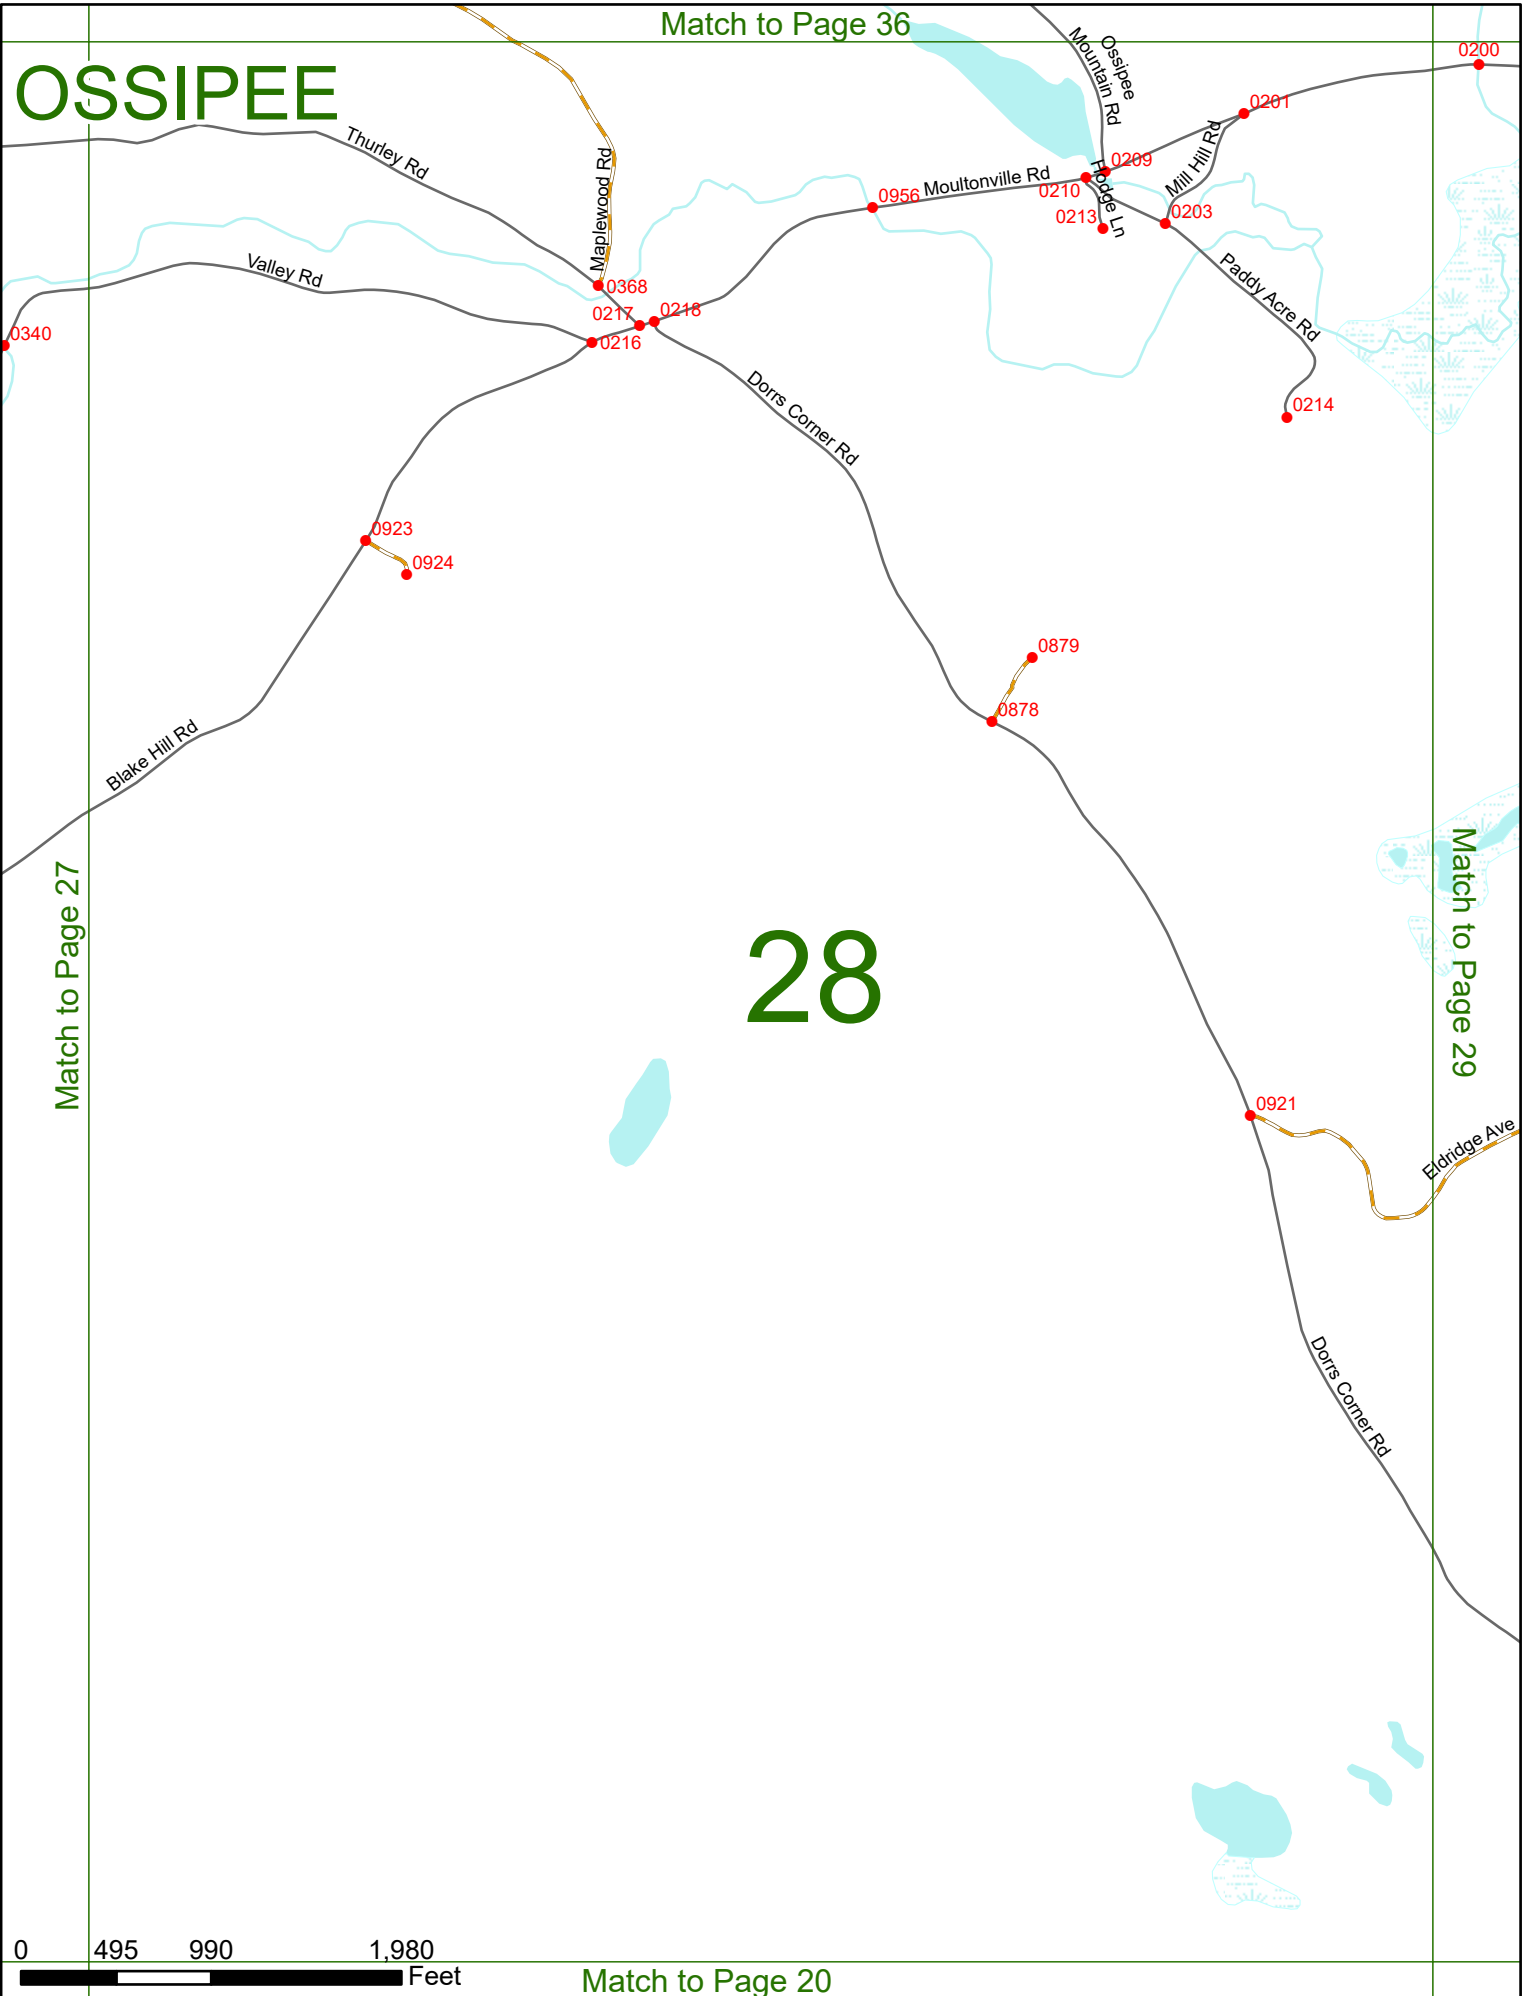 Match to Page 36
OSSIPEE
Ossipee
Mountain Rd
0200
0201
Thurley Rd
Maplewood Rd
0209
Mill Hill Rd
Moultonville Rd
0210
Hodge Ln
0956
0213
0203
Valley Rd
Paddy Acre Rd
0368
0217
0218
0340
0216
Dorrs Corner Rd
0214
0923
0924
0879
0878
Blake Hill Rd
Match to Page 27
28
Match to Page 29
0921
Eldridge Ave
Dorrs Corner Rd
0 495 990 1,980
Feet
Match to Page 20